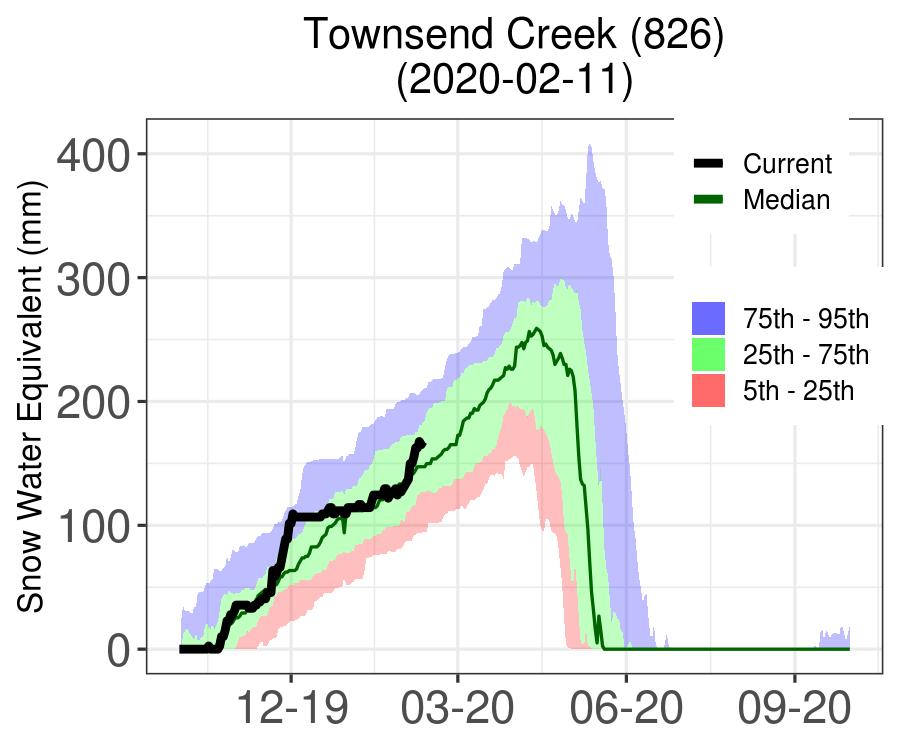 Townsend Creek (826)
(2020-02-11)
Snow Water Equivalent (mm)
400
300
200
100
0
12-19
03-20
06-20
09-20
Current
Median
75th - 95th
25th - 75th
5th - 25th